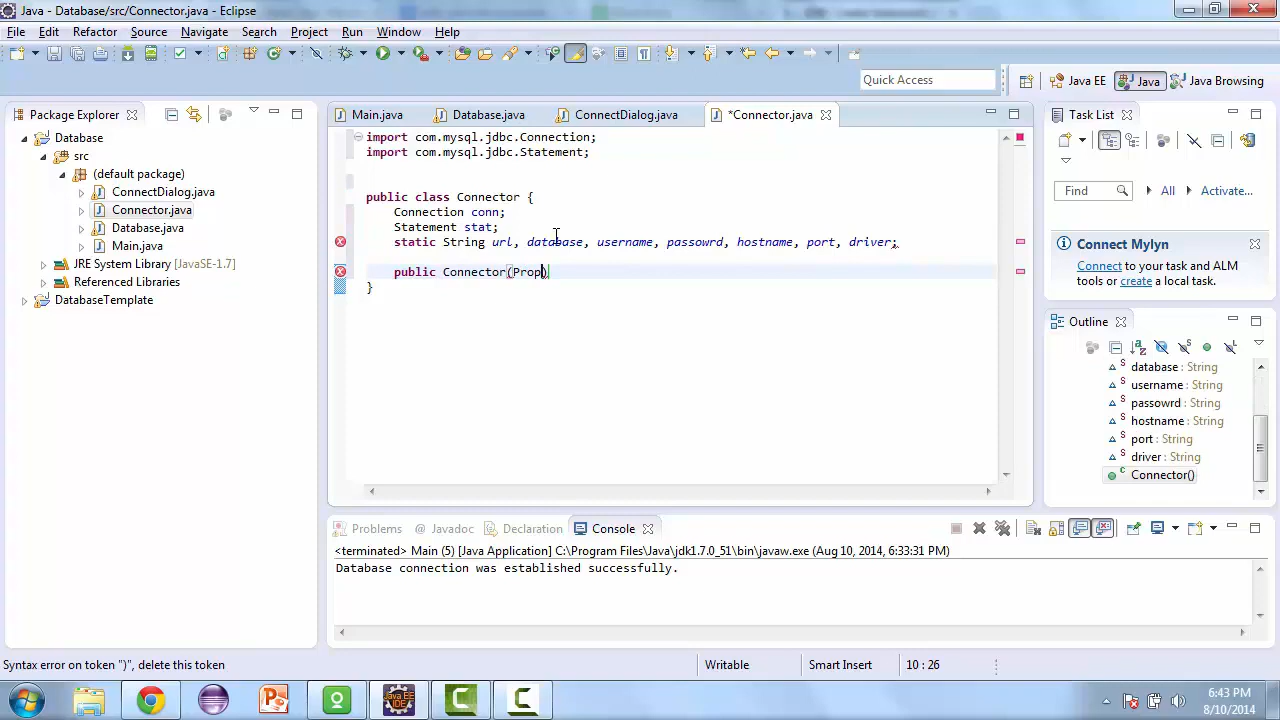 Java - Database/src/Connector.java - Eclipse
File Edit Refactor Source Navigate Search Project Run Window Help
Quick Access
Java EE Java Java Browsing
Package Explorer
Main.java Database.java ConnectDialog.java *Connector.java
Task List
Database
src
(default package)
ConnectDialog.java
Connector.java
Database.java
Main.java
JRE System Library [JavaSE-1.7]
Referenced Libraries
DatabaseTemplate
import com.mysql.jdbc.Connection;
import com.mysql.jdbc.Statement;
public class Connector {
Connection conn;
Statement stat;
static String url, database, username, passowrd, hostname, port, driver;
public Connector(Prop)
}
Find All Activate...
Connect Mylyn
Connect to your task and ALM
tools or create a local task.
Outline
database : String
username : String
passowrd : String
hostname : String
port : String
driver : String
Connector()
Problems @ Javadoc Declaration Console
<terminated> Main (5) [Java Application] C:\Program Files\Java\jdk1.7.0_51\bin\javaw.exe (Aug 10, 2014, 6:33:31 PM)
Database connection was established successfully.
Syntax error on token ")", delete this token
Writable Smart Insert 10 : 26
6:43 PM
8/10/2014